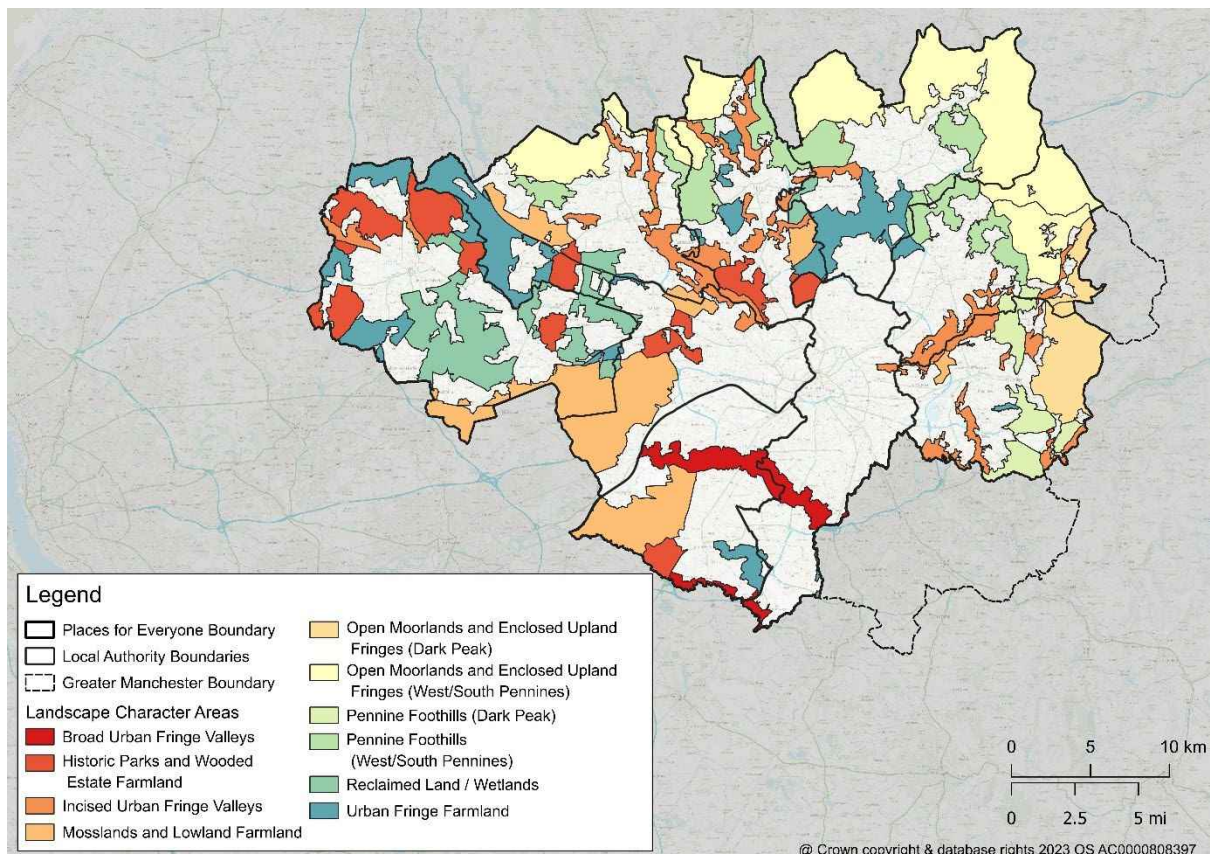 Legend
Places for Everyone Boundary
Local Authority Boundaries
Greater Manchester Boundary
Landscape Character Areas
Broad Urban Fringe Valleys
Historic Parks and Wooded
Estate Farmland
Incised Urban Fringe Valleys
Mosslands and Lowland Farmland
Open Moorlands and Enclosed Upland
Fringes (Dark Peak)
Open Moorlands and Enclosed Upland
Fringes (West/South Pennines)
Pennine Foothills (Dark Peak)
Pennine Foothills
(West/South Pennines)
Reclaimed Land / Wetlands
Urban Fringe Farmland
0 5 10 km
0 2.5 5 mi
@ Crown copyright & database rights 2023 OS AC0000808397